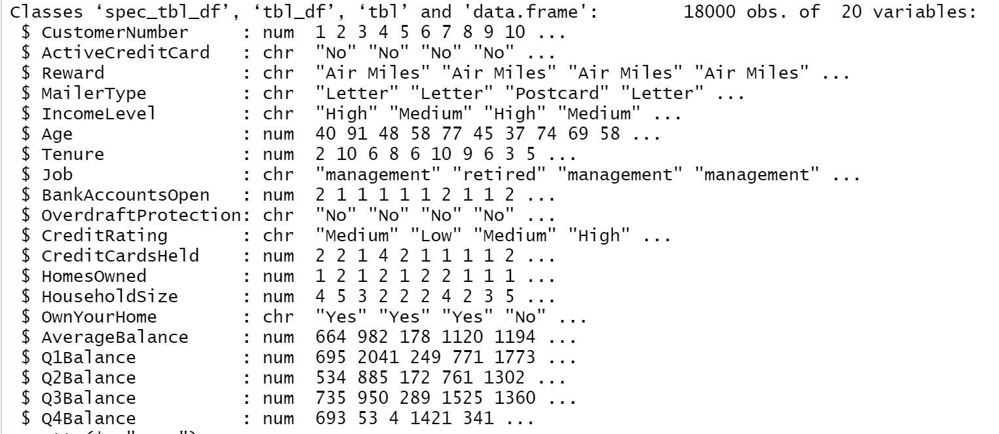 Classes ‘spec_tbl_df’, ‘tbl_df’, ‘tbl’ and 'data.frame':	18000 obs. of  20 variables:
 $ CustomerNumber     : num  1 2 3 4 5 6 7 8 9 10 ...
 $ ActiveCreditCard   : chr  "No" "No" "No" "No" ...
 $ Reward             : chr  "Air Miles" "Air Miles" "Air Miles" "Air Miles" ...
 $ MailerType         : chr  "Letter" "Letter" "Postcard" "Letter" ...
 $ IncomeLevel        : chr  "High" "Medium" "High" "Medium" ...
 $ Age                : num  40 91 48 58 77 45 37 74 69 58 ...
 $ Tenure             : num  2 10 6 8 6 10 9 6 3 5 ...
 $ Job                : chr  "management" "retired" "management" "management" ...
 $ BankAccountsOpen   : num  2 1 1 1 1 1 2 1 1 2 ...
 $ OverdraftProtection: chr  "No" "No" "No" "No" ...
 $ CreditRating       : chr  "Medium" "Low" "Medium" "High" ...
 $ CreditCardsHeld    : num  2 2 1 4 2 1 1 1 1 2 ...
 $ HomesOwned         : num  1 2 1 2 1 2 2 1 1 1 ...
 $ HouseholdSize      : num  4 5 3 2 2 2 4 2 3 5 ...
 $ OwnYourHome        : chr  "Yes" "Yes" "Yes" "No" ...
 $ AverageBalance     : num  664 982 178 1120 1194 ...
 $ Q1Balance          : num  695 2041 249 771 1773 ...
 $ Q2Balance          : num  534 885 172 761 1302 ...
 $ Q3Balance          : num  735 950 289 1525 1360 ...
 $ Q4Balance          : num  693 53 4 1421 341 ...